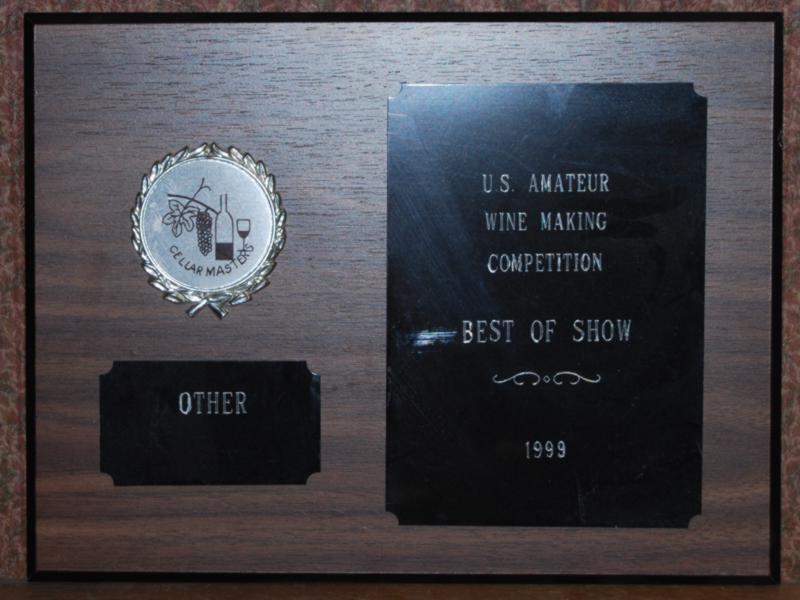 CELLAR MASTERS
OTHER
U.S. AMATEUR
WINE MAKING
COMPETITION
BEST OF SHOW
1999